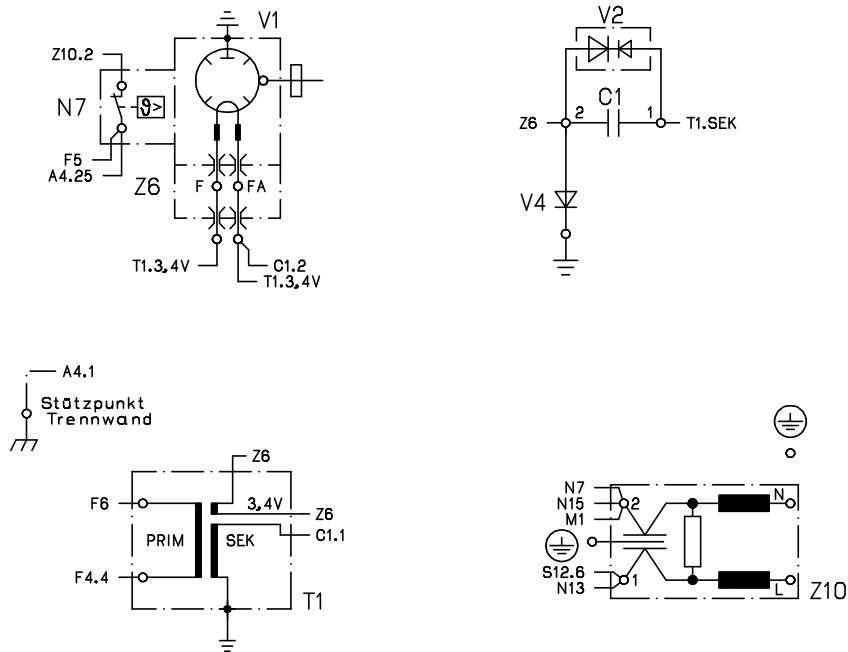 V1
V2
Z10.2
N7
ϑ>
F5
A4.25
Z6
F
FA
T1.3,4V
C1.2
T1.3,4V
C1
Z6
2
1
T1.SEK
V4
A4.1
Stützpunkt
Trennwand
Z6
F6
3,4V
Z6
C1.1
PRIM
SEK
F4.4
T1
N7
N15
M1
2
N
S12.6
N13
1
L
Z10